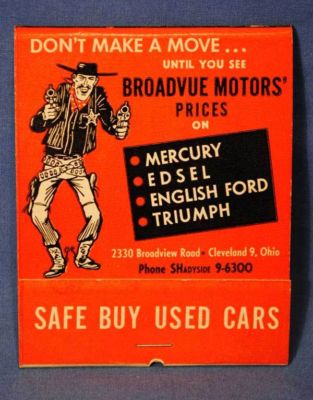 DON'T MAKE A MOVE...
UNTIL YOU SEE
BROADVUE MOTORS'
PRICES
ON
• MERCURY
• EDSEL
• ENGLISH FORD
• TRIUMPH
2330 Broadview Road • Cleveland 9, Ohio
Phone SHADYSIDE 9-6300
SAFE BUY USED CARS